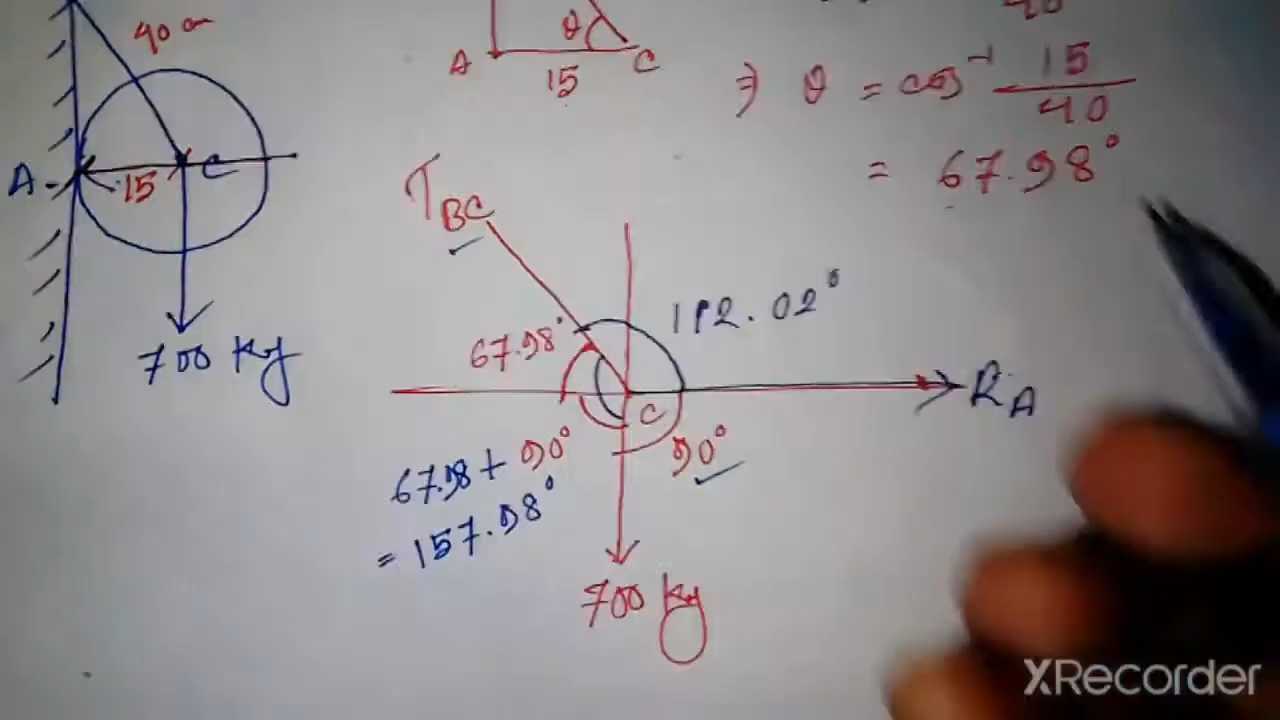 40 cm
A
15
C
700 Kg
θ
A
15
C
40
⇒ θ = cos⁻¹ 15/40
= 67.98°
T_BC
67.98°
112.02°
C
R_A
67.98 + 90°
= 157.98°
90°
700 Kg
XRecorder